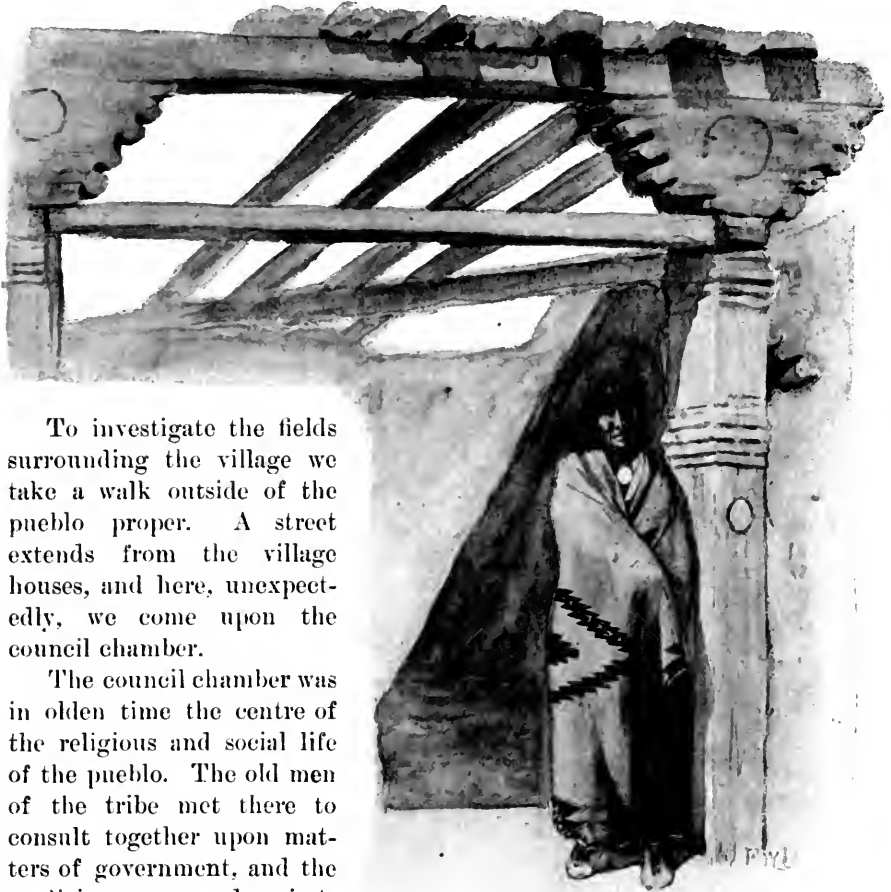 To investigate the fields
surrounding the village we
take a walk outside of the
pueblo proper. A street
extends from the village
houses, and here, unexpect-
edly, we come upon the
council chamber.
The council chamber was
in olden time the centre of
the religious and social life
of the pueblo. The old men
of the tribe met there to
consult together upon mat-
ters of government, and the